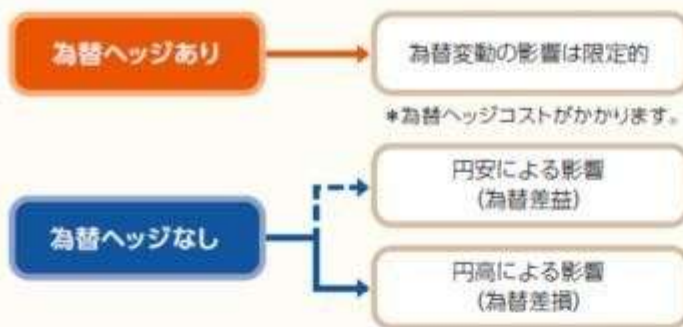 為替ヘッジあり
為替変動の影響は限定的
*為替ヘッジコストがかかります。
為替ヘッジなし
円安による影響
(為替差益)
円高による影響
(為替差損)